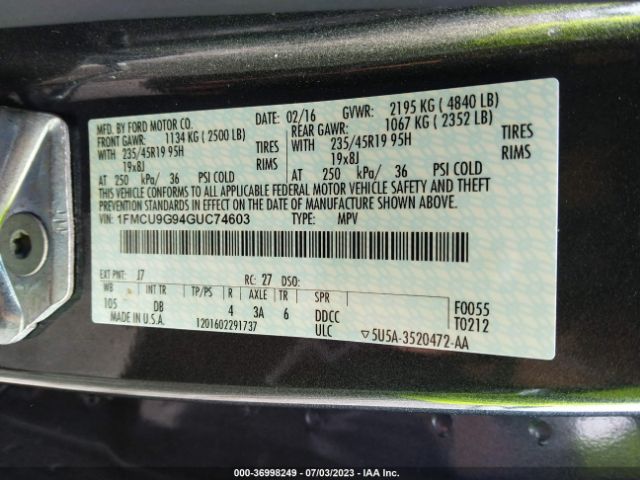 MFD. BY FORD MOTOR CO.
DATE: 02/16 GVWR: 2195 KG ( 4840 LB)
FRONT GAWR: 1134 KG ( 2500 LB)
REAR GAWR: 1067 KG ( 2352 LB)
WITH 235/45R19 95H TIRES
WITH 235/45R19 95H TIRES
19x8J RIMS
19x8J RIMS
AT 250 kPa/ 36 PSI COLD
AT 250 kPa/ 36 PSI COLD
THIS VEHICLE CONFORMS TO ALL APPLICABLE FEDERAL MOTOR VEHICLE SAFETY AND THEFT
PREVENTION STANDARDS IN EFFECT ON THE DATE OF MANUFACTURE SHOWN ABOVE.
VIN: 1FMCU9G94GUC74603 TYPE: MPV
EXT PNT: J7 RC: 27 DSO:
WB INT TR TP/PS R AXLE TR SPR
105 DB 4 3A 6 DDCC F0055
MADE IN U.S.A. ULC T0212
1201602291737 ▽5U5A-3520472-AA
000-36998249 | 07/03/2023 | IAA Inc.